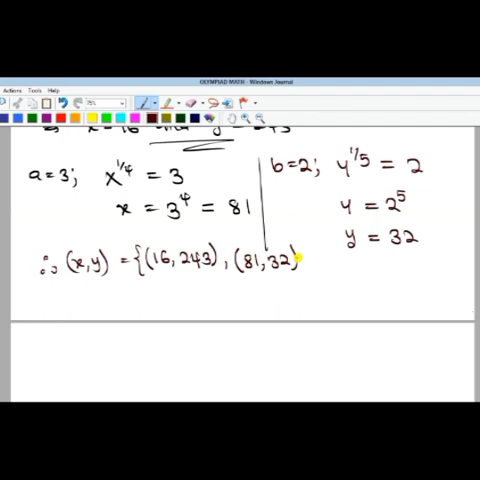 OLYMPIAD MATH - Windows Journal
Actions Tools Help
75%
a=3; x^1/4 = 3
x = 3^4 = 81
b=2; y^1/5 = 2
y = 2^5
y = 32
∴ (x,y) = {(16,243), (81,32)